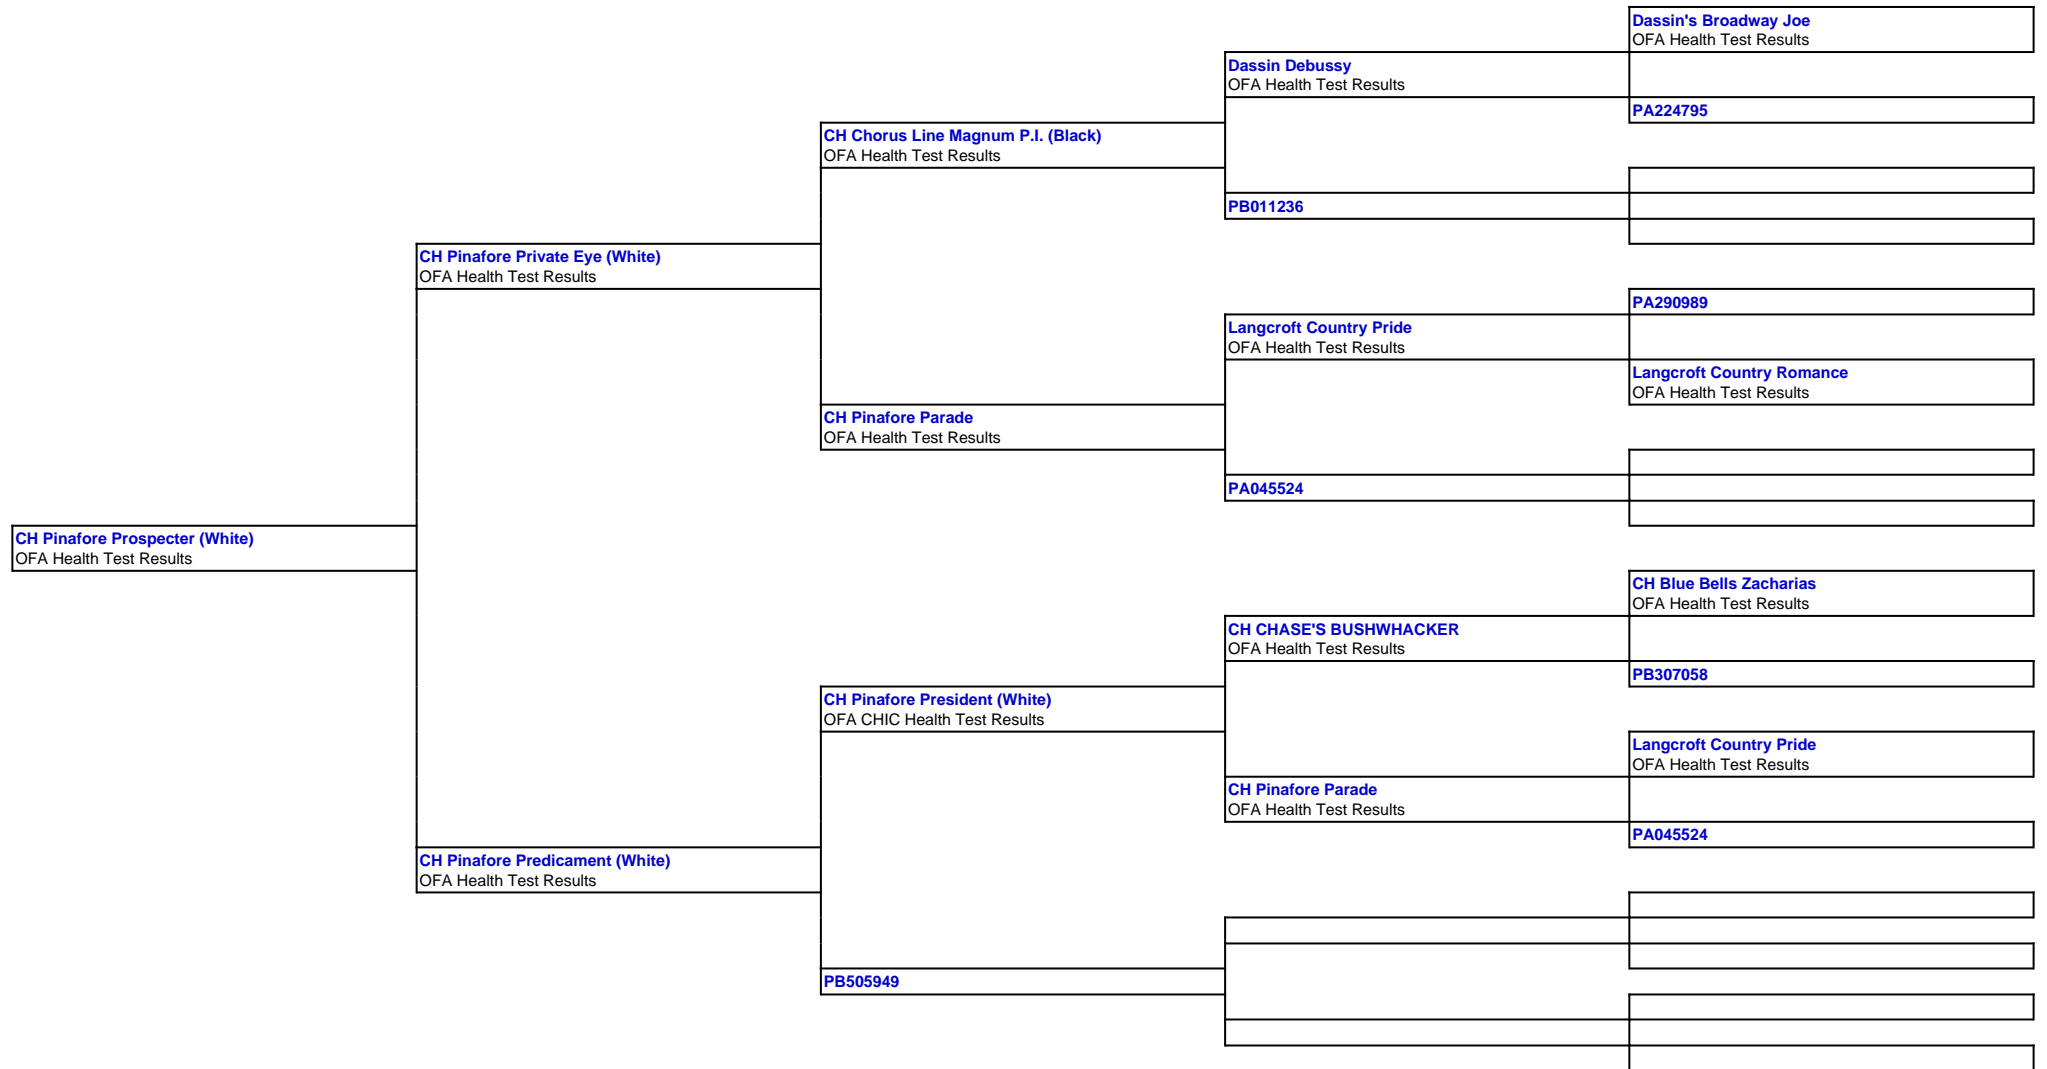 Dassin's Broadway Joe
OFA Health Test Results
Dassin Debussy
OFA Health Test Results
PA224795
CH Chorus Line Magnum P.I. (Black)
OFA Health Test Results
PB011236
CH Pinafore Private Eye (White)
OFA Health Test Results
PA290989
Langcroft Country Pride
OFA Health Test Results
Langcroft Country Romance
OFA Health Test Results
CH Pinafore Parade
OFA Health Test Results
PA045524
CH Pinafore Prospecter (White)
OFA Health Test Results
CH Blue Bells Zacharias
OFA Health Test Results
CH CHASE'S BUSHWHACKER
OFA Health Test Results
PB307058
CH Pinafore President (White)
OFA CHIC Health Test Results
Langcroft Country Pride
OFA Health Test Results
CH Pinafore Parade
OFA Health Test Results
PA045524
CH Pinafore Predicament (White)
OFA Health Test Results
PB505949